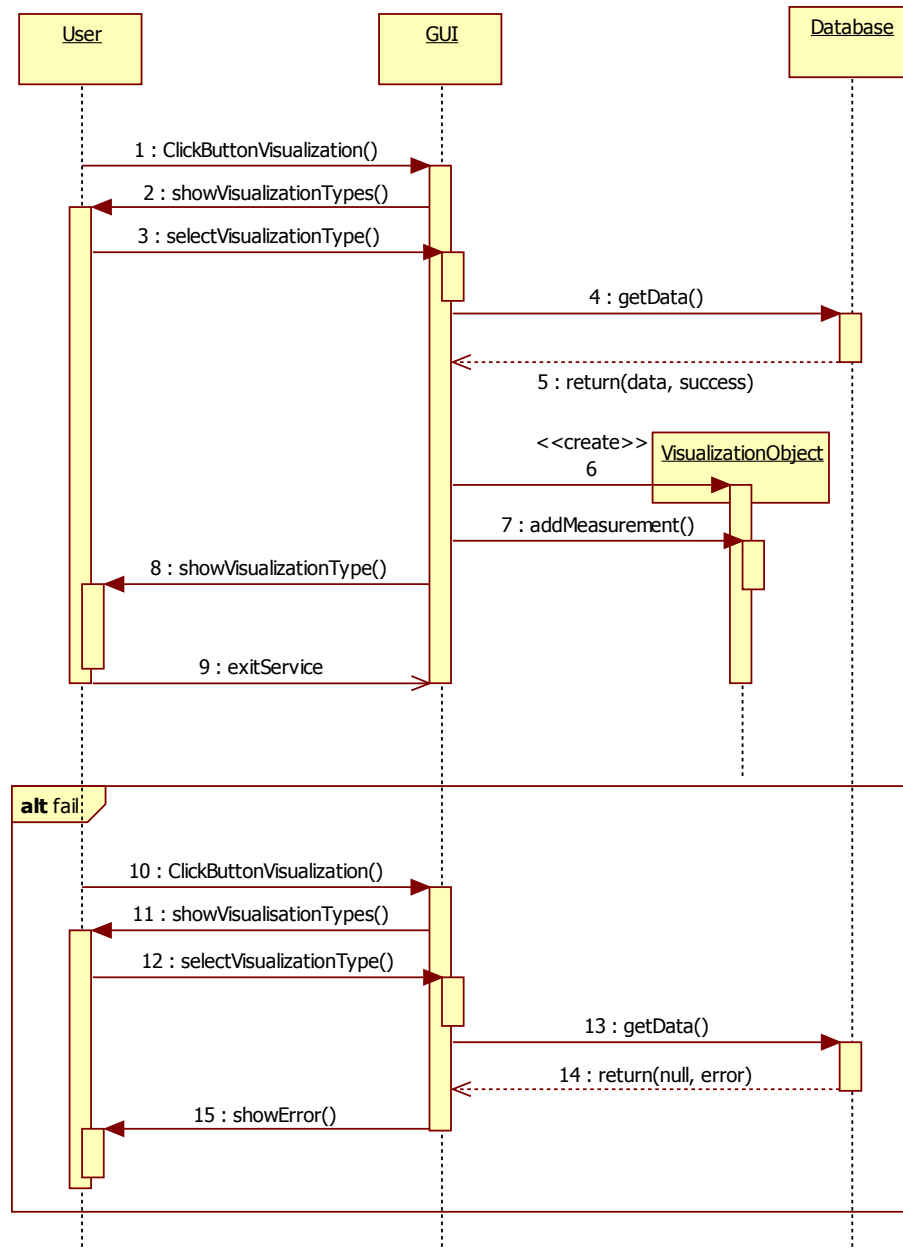 User
GUI
Database
1 : ClickButtonVisualization()
2 : showVisualizationTypes()
3 : selectVisualizationType()
4 : getData()
5 : return(data, success)
<<create>>
6
VisualizationObject
7 : addMeasurement()
8 : showVisualizationType()
9 : exitService
alt fail
10 : ClickButtonVisualization()
11 : showVisualisationTypes()
12 : selectVisualizationType()
13 : getData()
14 : return(null, error)
15 : showError()